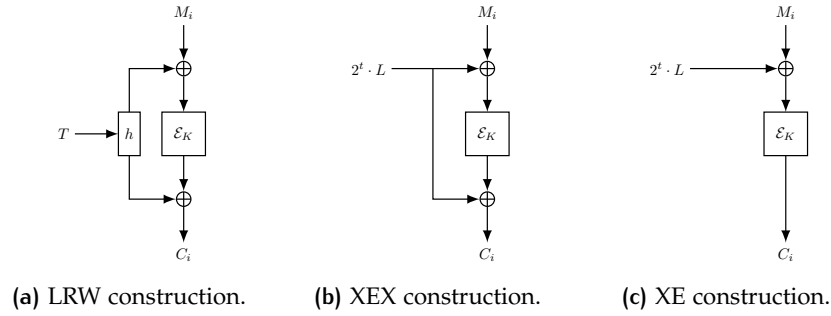 M_i M_i M_i
2^t · L 2^t · L
T h ℰ_K ℰ_K ℰ_K
C_i C_i C_i
(a) LRW construction. (b) XEX construction. (c) XE construction.